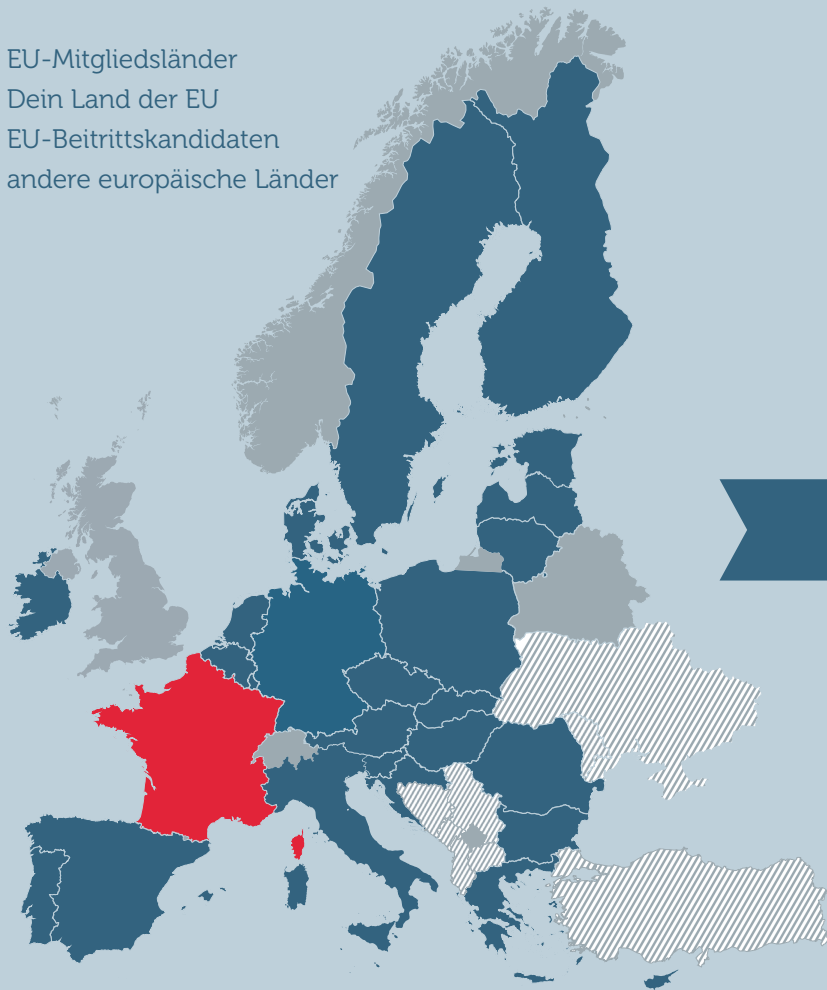 EU-Mitgliedsländer
Dein Land der EU
EU-Beitrittskandidaten
andere europäische Länder